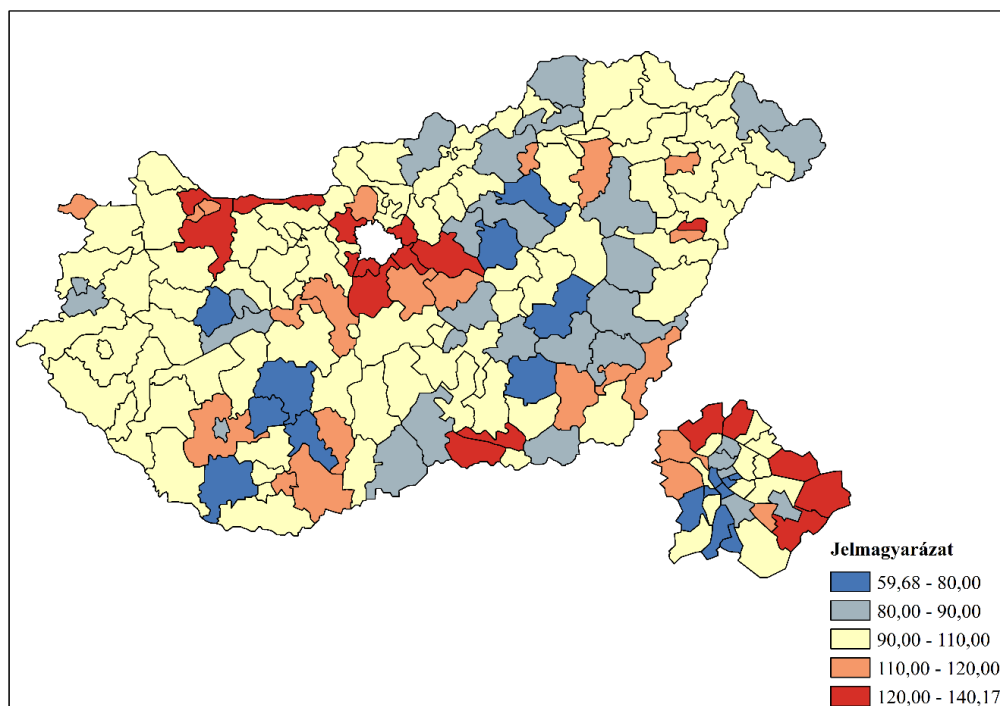 Jelmagyarázat
59,68 - 80,00
80,00 - 90,00
90,00 - 110,00
110,00 - 120,00
120,00 - 140,17